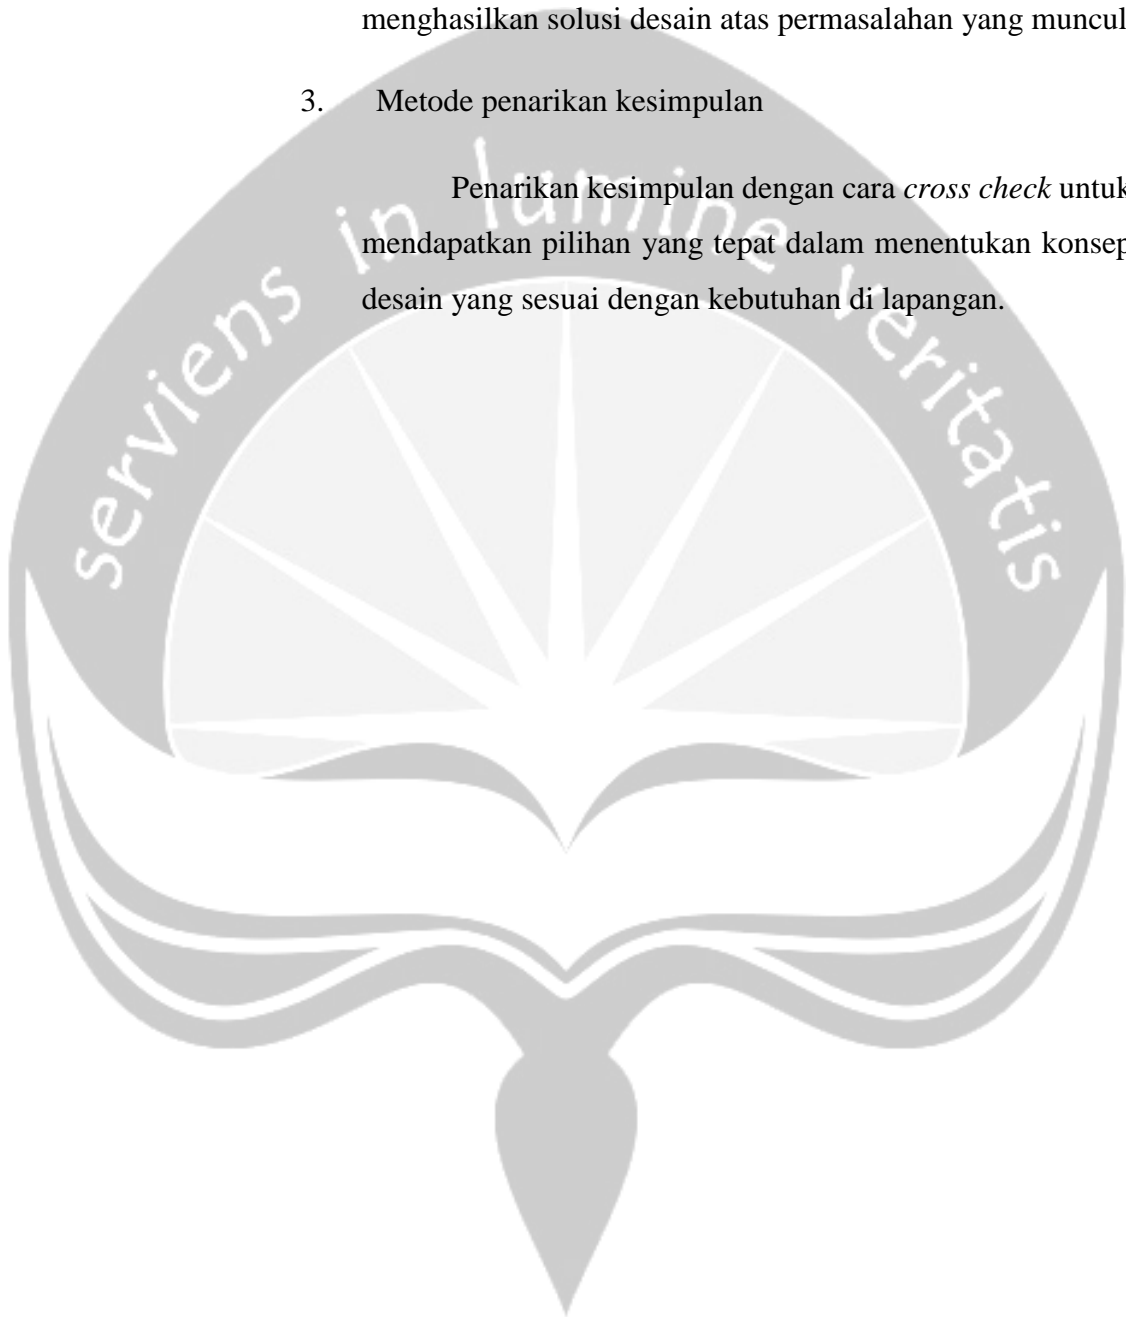 menghasilkan solusi desain atas permasalahan yang muncul
3. Metode penarikan kesimpulan
Penarikan kesimpulan dengan cara cross check untuk
mendapatkan pilihan yang tepat dalam menentukan konsep
desain yang sesuai dengan kebutuhan di lapangan.
serviens in lumine veritatis